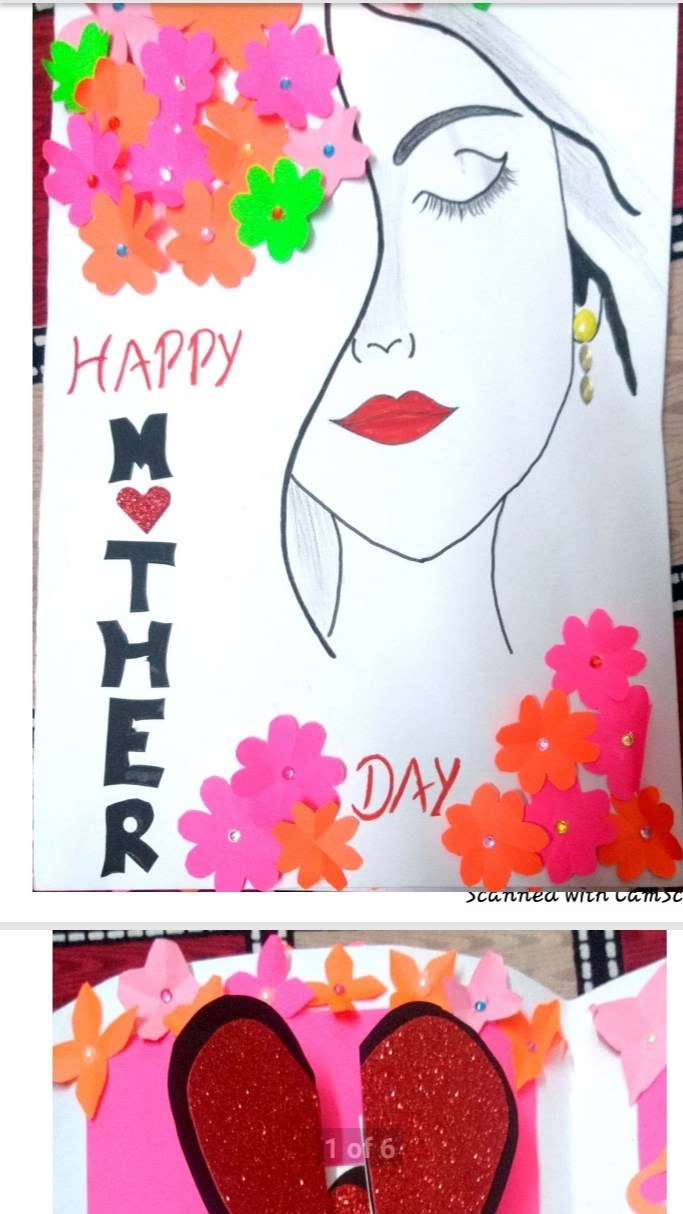 HAPPY
M♥THER
DAY
Scanned with CamSc
1 of 6